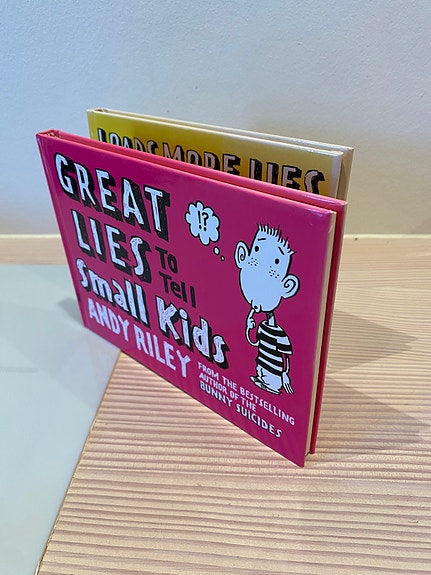 LOADS MORE LIES
GREAT
LIES To
Tell
Small Kids
ANDY RILEY
FROM THE BESTSELLING
AUTHOR OF THE
BUNNY SUICIDES
!?